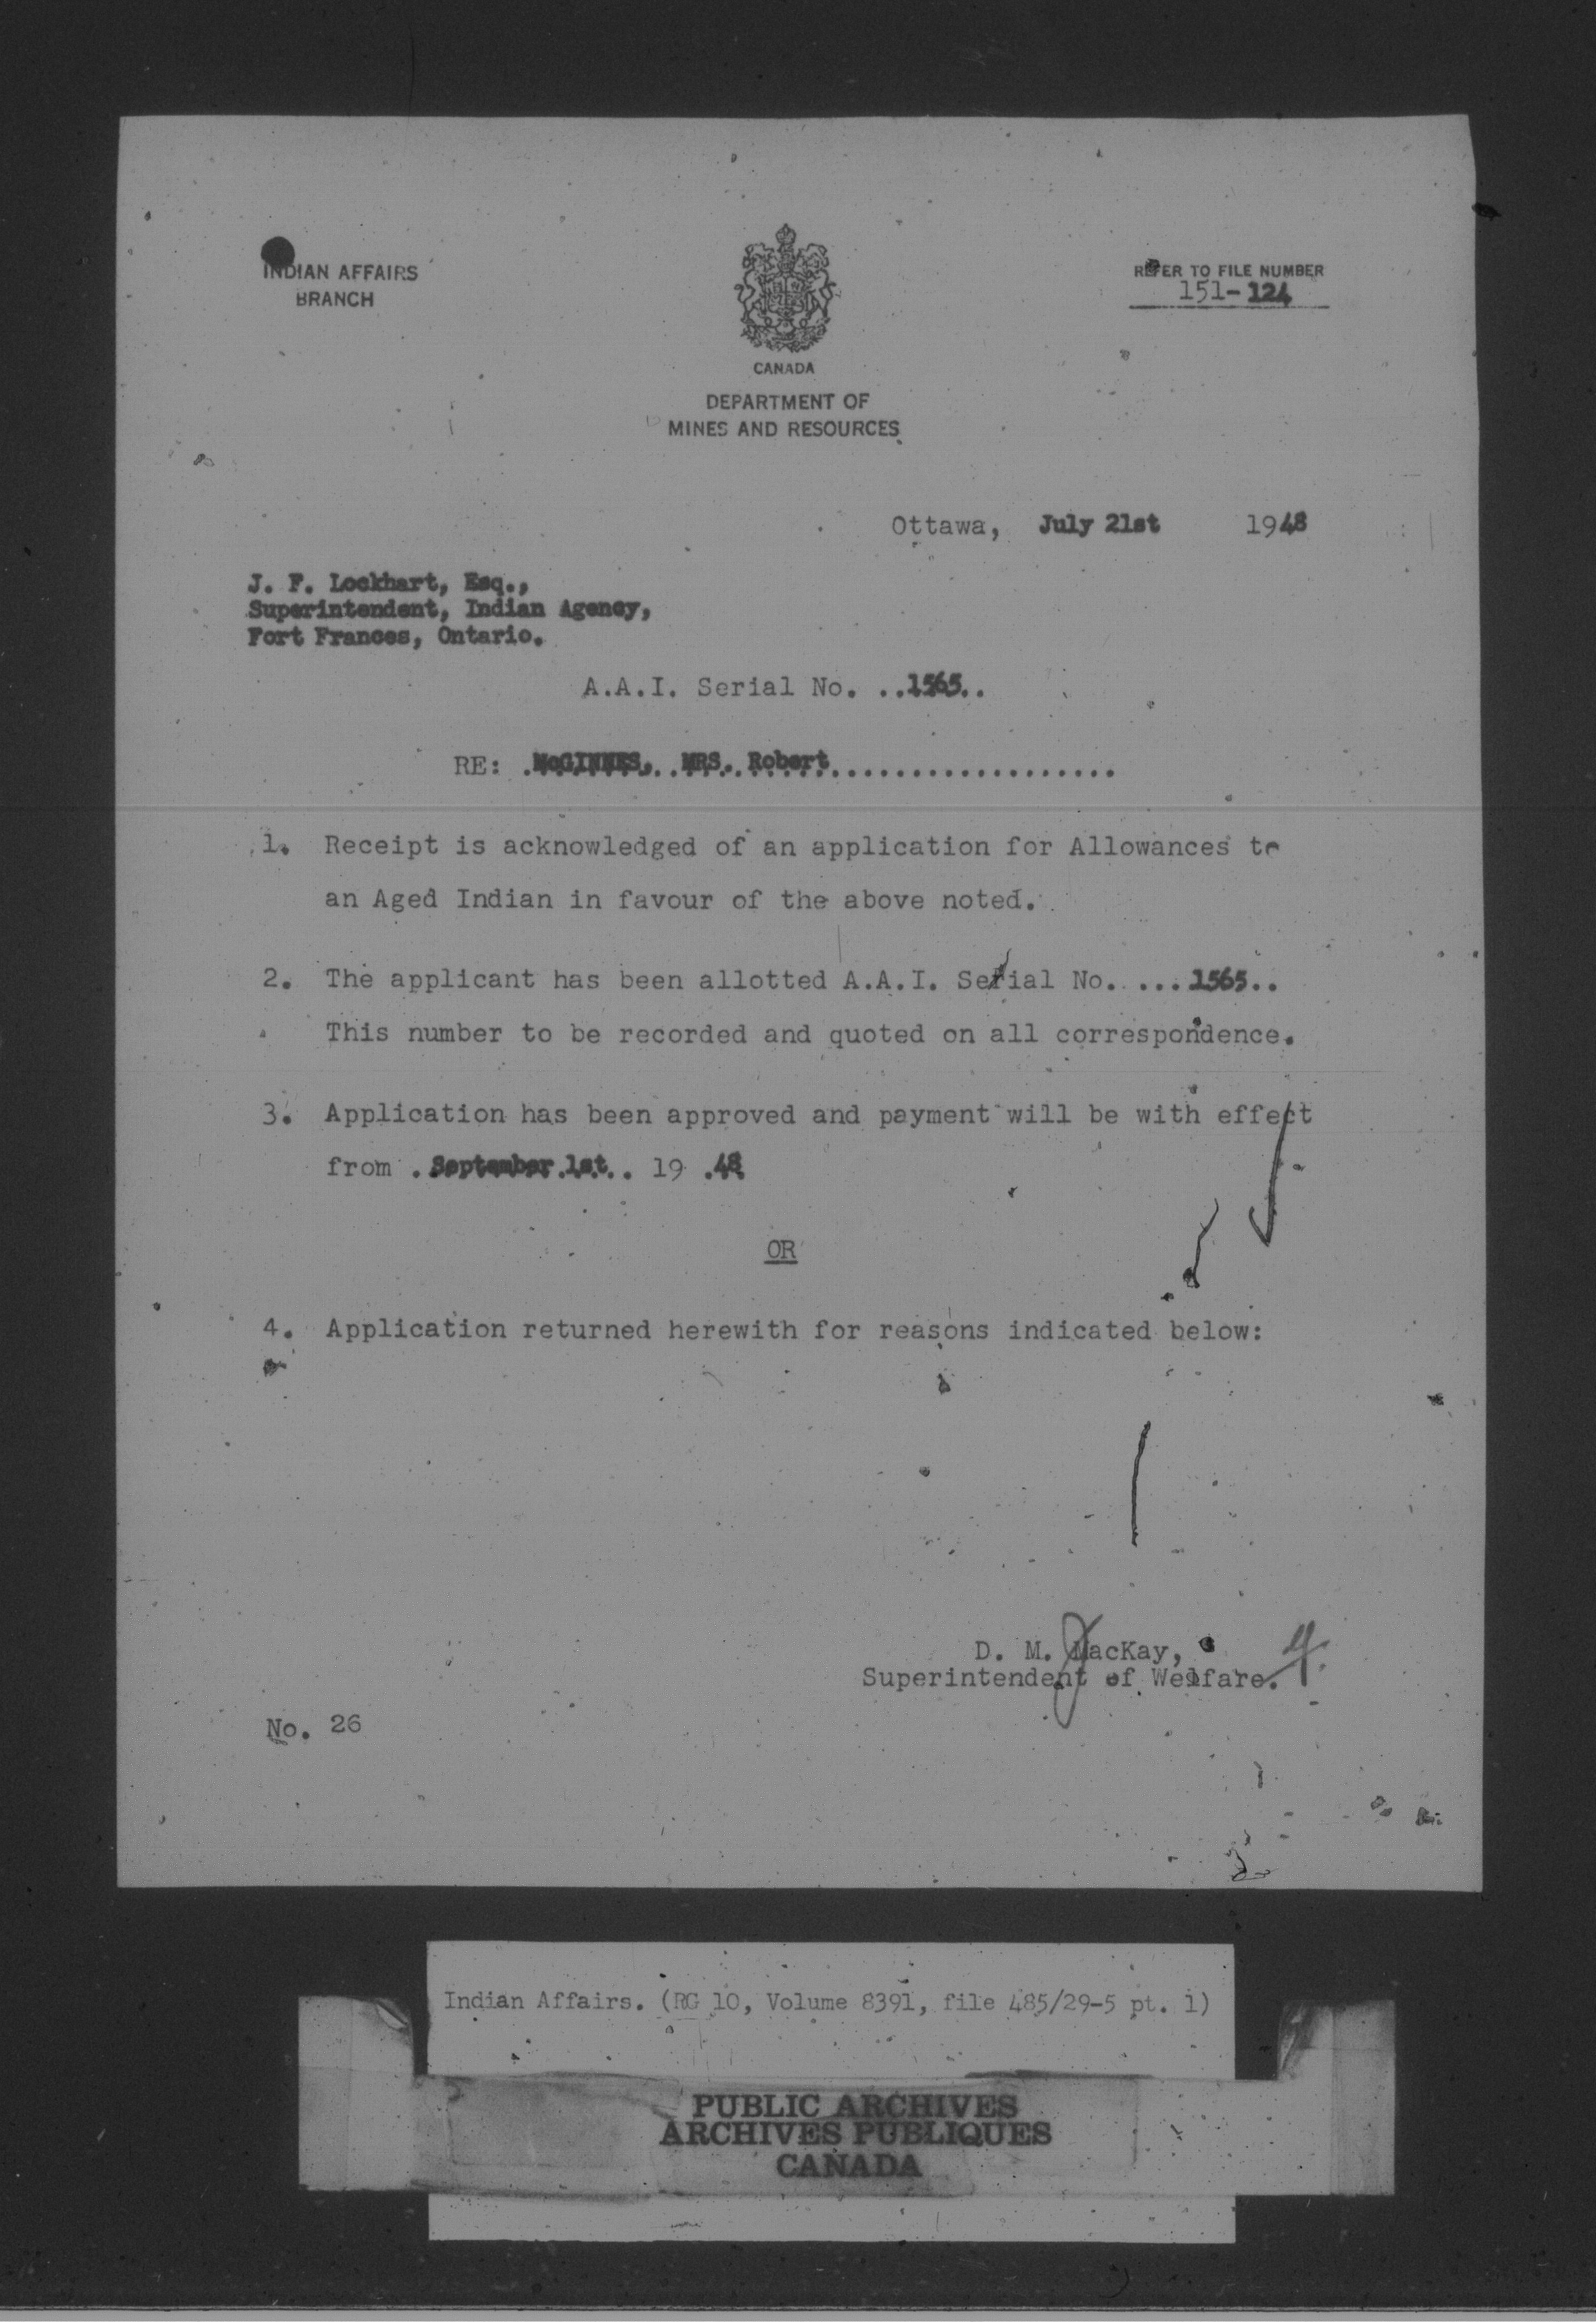 INDIAN AFFAIRS
BRANCH
REFER TO FILE NUMBER
151-124
CANADA
DEPARTMENT OF
MINES AND RESOURCES
Ottawa, July 21st 1948
J. F. Lockhart, Esq.,
Superintendent, Indian Agency,
Fort Frances, Ontario.
A.A.I. Serial No. ..1565..
RE: .McGINNES, MRS. Robert....................
1. Receipt is acknowledged of an application for Allowances to
an Aged Indian in favour of the above noted.
2. The applicant has been allotted A.A.I. Serial No. ...1565..
This number to be recorded and quoted on all correspondence.
3. Application has been approved and payment will be with effect
from .September 1st.. 19 .48
OR
4. Application returned herewith for reasons indicated below:
D. M. MacKay,
Superintendent of Welfare.
No. 26
Indian Affairs. (RG 10, Volume 8391, file 485/29-5 pt. 1)
PUBLIC ARCHIVES
ARCHIVES PUBLIQUES
CANADA